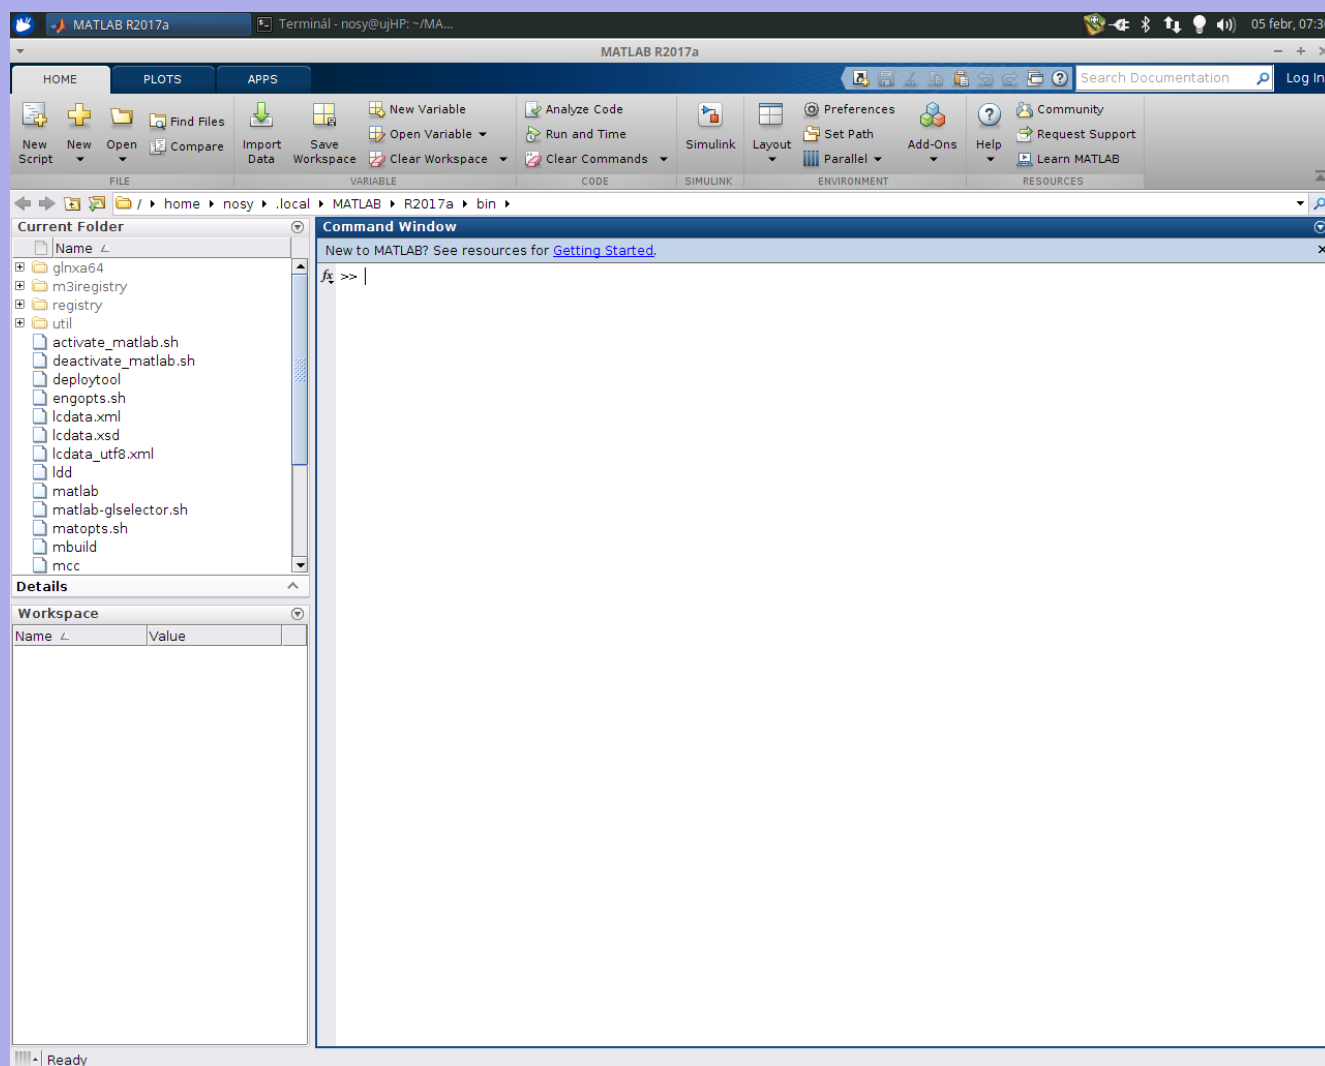 MATLAB R2017a
Terminál - nosy@ujHP: ~/MA...
05 febr, 07:3
MATLAB R2017a
HOME PLOTS APPS
Search Documentation
Log In
New Script
New
Open
Find Files
Compare
Import Data
Save Workspace
New Variable
Open Variable
Clear Workspace
Analyze Code
Run and Time
Clear Commands
Simulink
Layout
Preferences
Set Path
Parallel
Add-Ons
Help
Community
Request Support
Learn MATLAB
FILE VARIABLE CODE SIMULINK ENVIRONMENT RESOURCES
/ home nosy .local MATLAB R2017a bin
Current Folder
Name
glnxa64
m3iregistry
registry
util
activate_matlab.sh
deactivate_matlab.sh
deploytool
engopts.sh
lcdata.xml
lcdata.xsd
lcdata_utf8.xml
ldd
matlab
matlab-glselector.sh
matopts.sh
mbuild
mcc
Details
Workspace
Name Value
Command Window
New to MATLAB? See resources for Getting Started.
fx >>
Ready